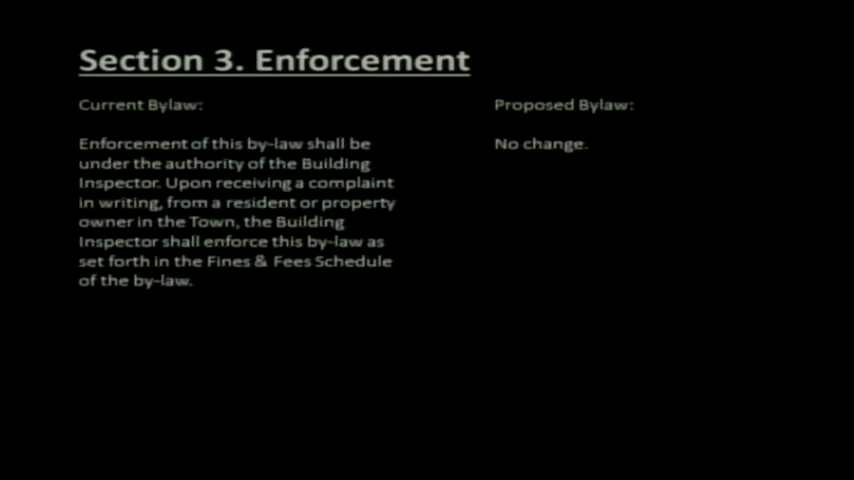 Section 3. Enforcement
Current Bylaw:
Enforcement of this by-law shall be
under the authority of the Building
Inspector. Upon receiving a complaint
in writing, from a resident or property
owner in the Town, the Building
Inspector shall enforce this by-law as
set forth in the Fines & Fees Schedule
of the by-law.
Proposed Bylaw:
No change.